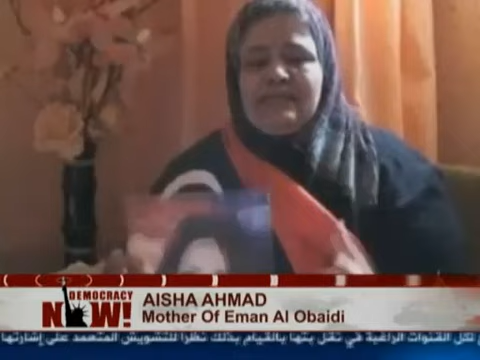 DEMOCRACY
NOW!
AISHA AHMAD
Mother Of Eman Al Obaidi
لكل القنوات الراغبة في نقل بثها بالقيام بذلك نظرا للتشويش المتعمد على إشارتها